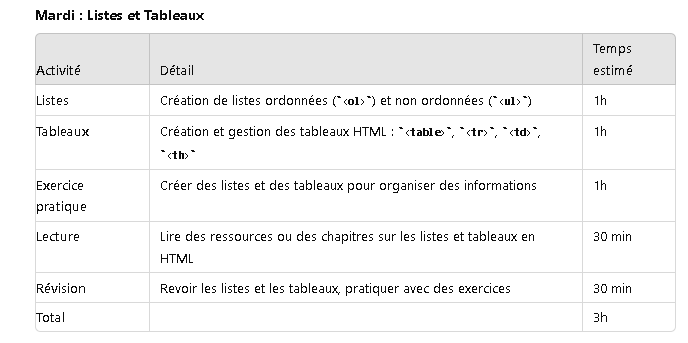 Mardi : Listes et Tableaux
Temps
Activité Détail estimé
Listes Création de listes ordonnées (`<ol>`) et non ordonnées (`<ul>`) 1h
Tableaux Création et gestion des tableaux HTML : `<table>`, `<tr>`, `<td>`, 1h
`<th>`
Exercice Créer des listes et des tableaux pour organiser des informations 1h
pratique
Lecture Lire des ressources ou des chapitres sur les listes et tableaux en 30 min
HTML
Révision Revoir les listes et les tableaux, pratiquer avec des exercices 30 min
Total 3h